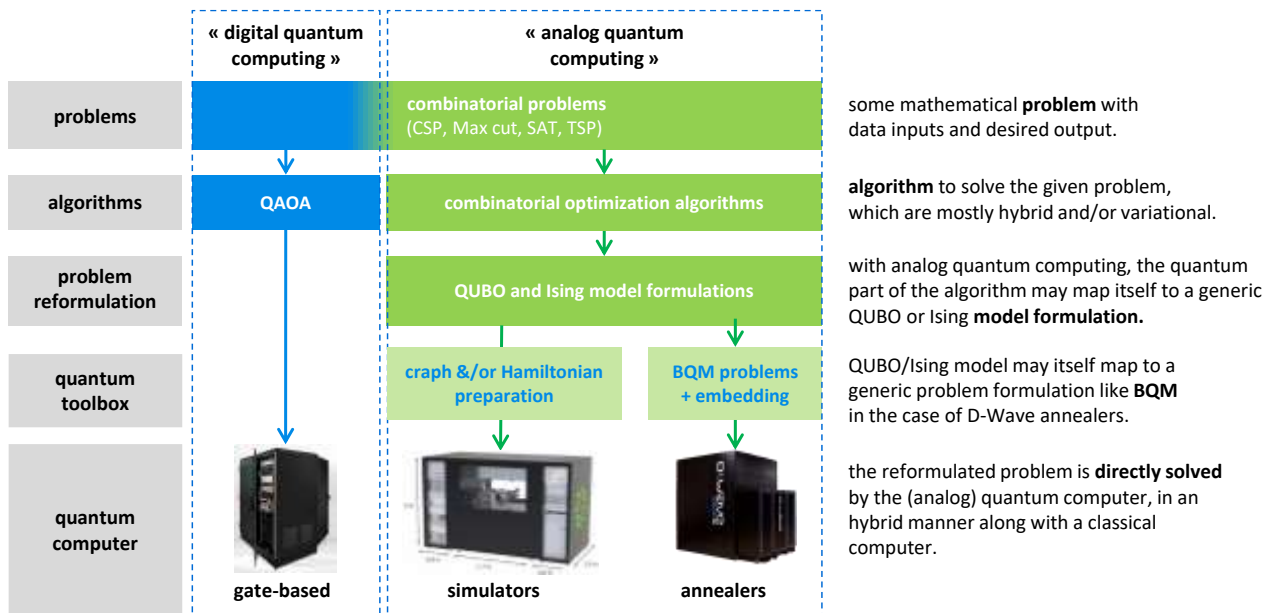 « digital quantum
computing »
« analog quantum
computing »
problems
combinatorial problems
(CSP, Max cut, SAT, TSP)
some mathematical problem with
data inputs and desired output.
algorithms
QAOA
combinatorial optimization algorithms
algorithm to solve the given problem,
which are mostly hybrid and/or variational.
problem
reformulation
QUBO and Ising model formulations
with analog quantum computing, the quantum
part of the algorithm may map itself to a generic
QUBO or Ising model formulation.
quantum
toolbox
craph &/or Hamiltonian
preparation
BQM problems
+ embedding
QUBO/Ising model may itself map to a
generic problem formulation like BQM
in the case of D-Wave annealers.
quantum
computer
the reformulated problem is directly solved
by the (analog) quantum computer, in an
hybrid manner along with a classical
computer.
gate-based
simulators
annealers